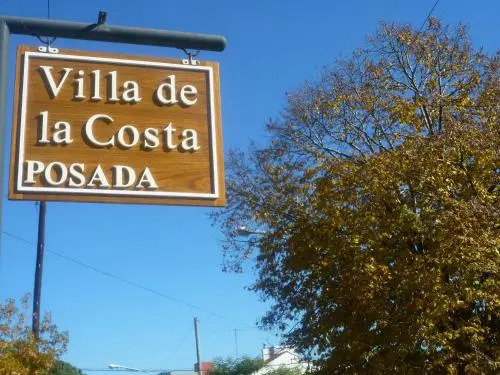 Villa de
la Costa
POSADA